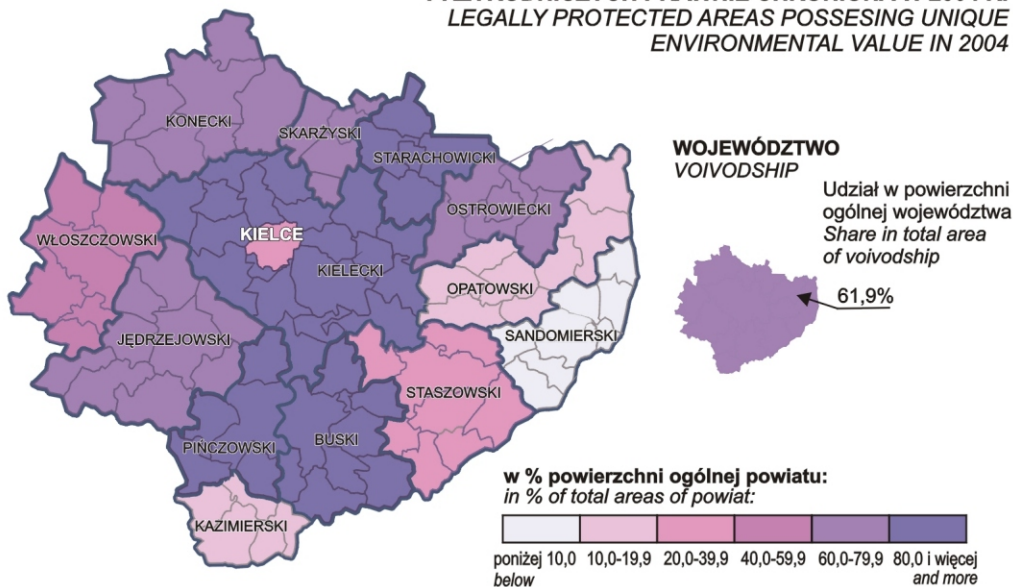 LEGALLY PROTECTED AREAS POSSESING UNIQUE
ENVIRONMENTAL VALUE IN 2004
KONECKI
SKARŻYSKI
STARACHOWICKI
OSTROWIECKI
WŁOSZCZOWSKI
KIELCE
KIELECKI
OPATOWSKI
SANDOMIERSKI
JĘDRZEJOWSKI
STASZOWSKI
PIŃCZOWSKI
BUSKI
KAZIMIERSKI
WOJEWÓDZTWO
VOIVODSHIP
Udział w powierzchni
ogólnej województwa
Share in total area
of voivodship
61,9%
w % powierzchni ogólnej powiatu:
in % of total areas of powiat:
poniżej 10,0 10,0-19,9 20,0-39,9 40,0-59,9 60,0-79,9 80,0 i więcej
below and more